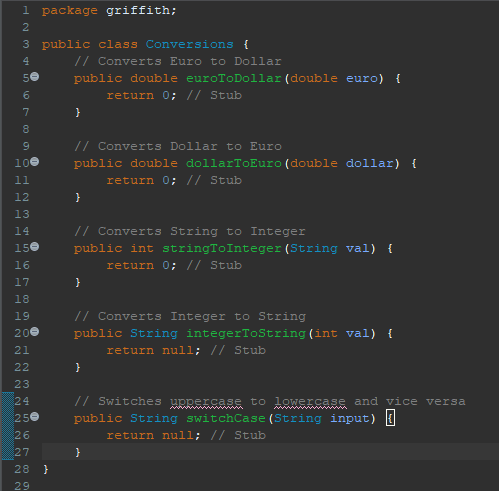 1 package griffith;
2
3 public class Conversions {
4     // Converts Euro to Dollar
5     public double euroToDollar(double euro) {
6         return 0; // Stub
7     }
8
9     // Converts Dollar to Euro
10     public double dollarToEuro(double dollar) {
11         return 0; // Stub
12     }
13
14     // Converts String to Integer
15     public int stringToInteger(String val) {
16         return 0; // Stub
17     }
18
19     // Converts Integer to String
20     public String integerToString(int val) {
21         return null; // Stub
22     }
23
24     // Switches uppercase to lowercase and vice versa
25     public String switchCase(String input) {
26         return null; // Stub
27     }
28 }
29